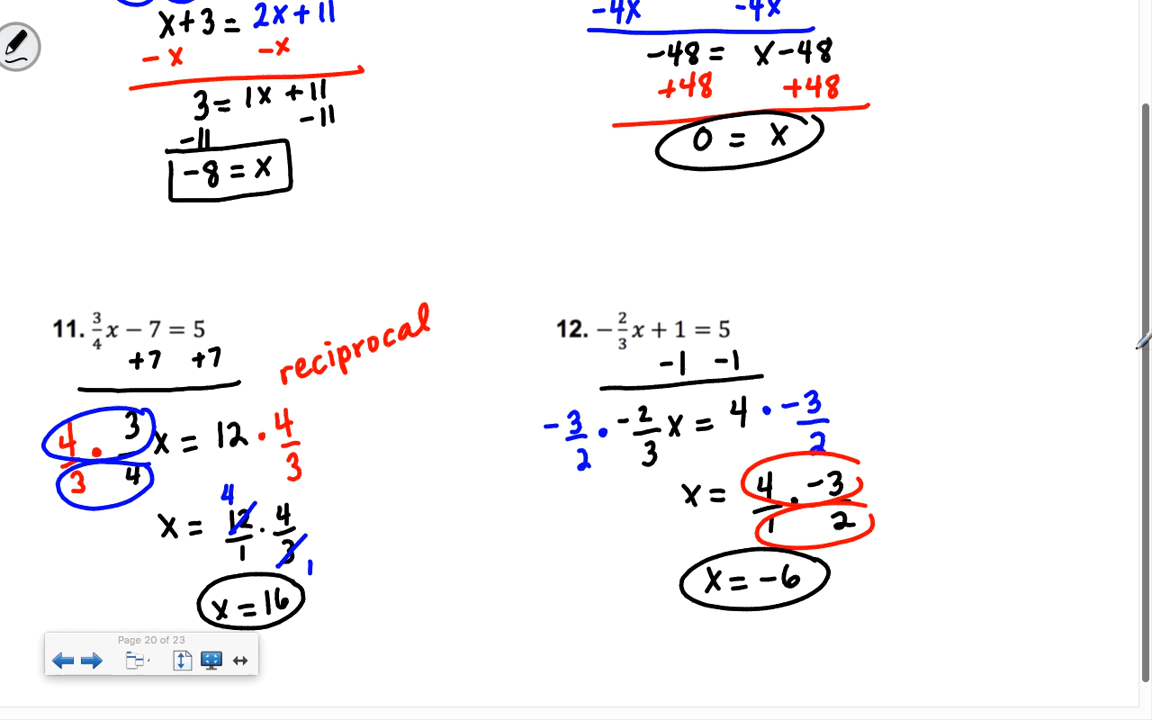 x+3 = 2x+11
-x -x
3 = 1x +11
-11 -11
-8 = x
-4x -4x
-48 = x-48
+48 +48
0 = x
11. 3/4 x − 7 = 5
+7 +7
reciprocal
4/3 · 3/4 x = 12 · 4/3
4
x = 12/1 · 4/3
1
x = 16
12. −2/3 x + 1 = 5
-1 -1
-3/2 · -2/3 x = 4 · -3/2
x = 4/1 · -3/2
x = -6
Page 20 of 23